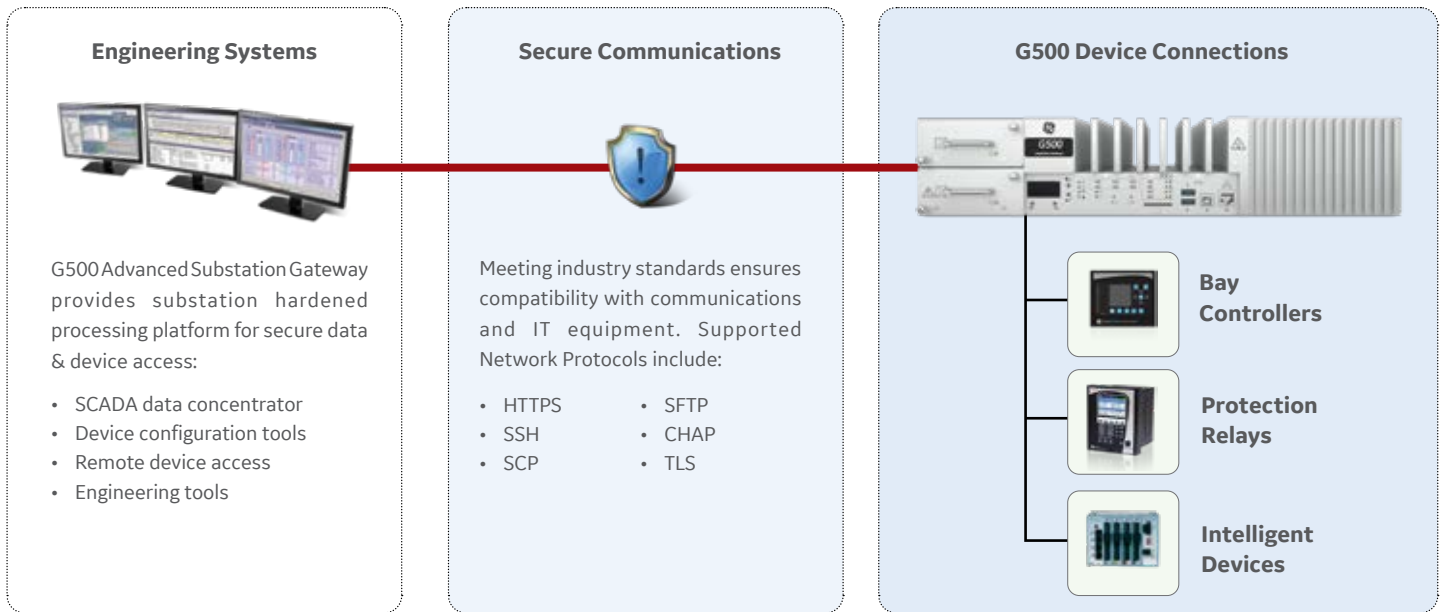 Engineering Systems
G500 Advanced Substation Gateway
provides substation hardened
processing platform for secure data
& device access:
• SCADA data concentrator
• Device configuration tools
• Remote device access
• Engineering tools
Secure Communications
Meeting industry standards ensures
compatibility with communications
and IT equipment. Supported
Network Protocols include:
• HTTPS
• SSH
• SCP
• SFTP
• CHAP
• TLS
G500 Device Connections
G500
Bay
Controllers
Protection
Relays
Intelligent
Devices